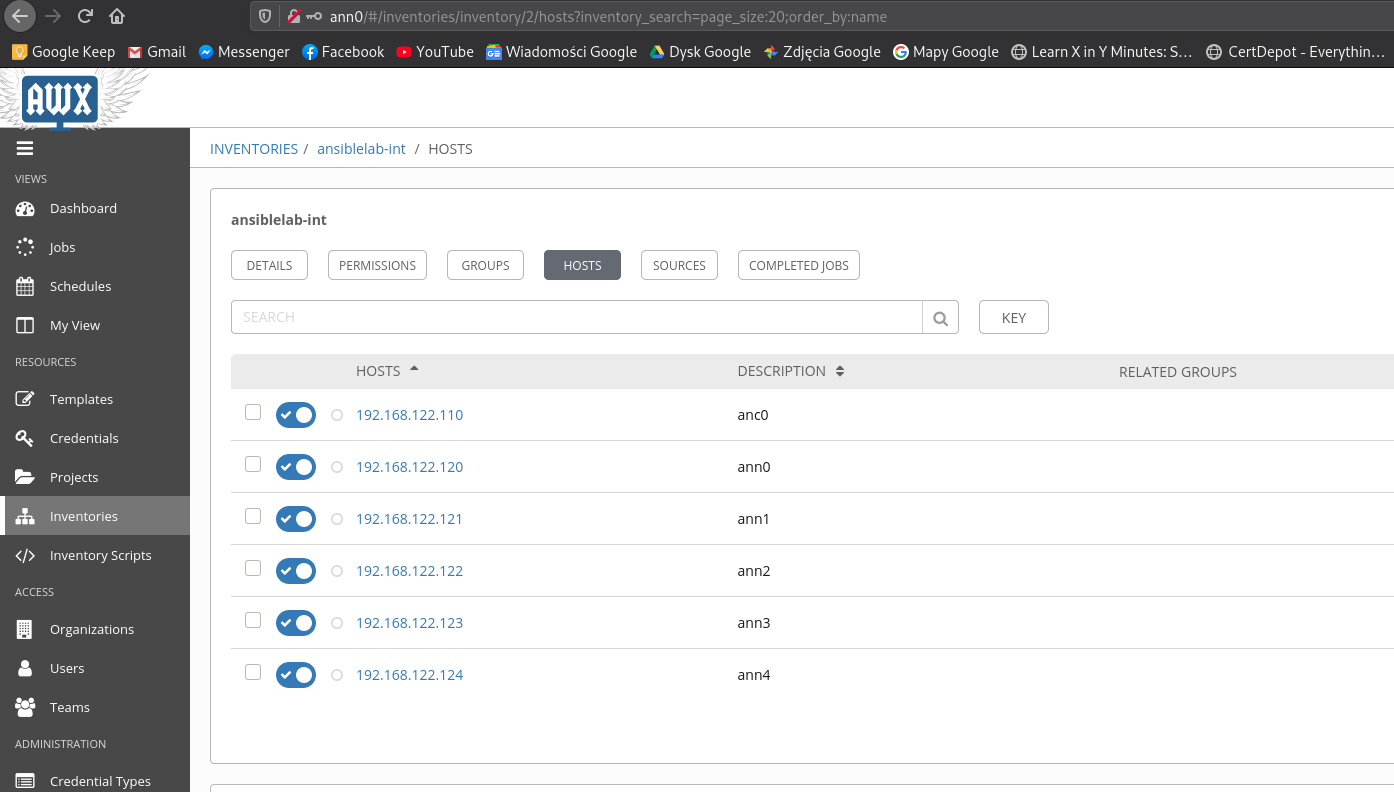 ann0/#/inventories/inventory/2/hosts?inventory_search=page_size:20;order_by:name
Google Keep Gmail Messenger Facebook YouTube Wiadomości Google Dysk Google Zdjęcia Google Mapy Google Learn X in Y Minutes: S… CertDepot - Everythin…
AWX
INVENTORIES / ansiblelab-int / HOSTS
VIEWS
Dashboard
Jobs
Schedules
My View
RESOURCES
Templates
Credentials
Projects
Inventories
Inventory Scripts
ACCESS
Organizations
Users
Teams
ADMINISTRATION
Credential Types
ansiblelab-int
DETAILS PERMISSIONS GROUPS HOSTS SOURCES COMPLETED JOBS
SEARCH KEY
HOSTS DESCRIPTION RELATED GROUPS
192.168.122.110 anc0
192.168.122.120 ann0
192.168.122.121 ann1
192.168.122.122 ann2
192.168.122.123 ann3
192.168.122.124 ann4